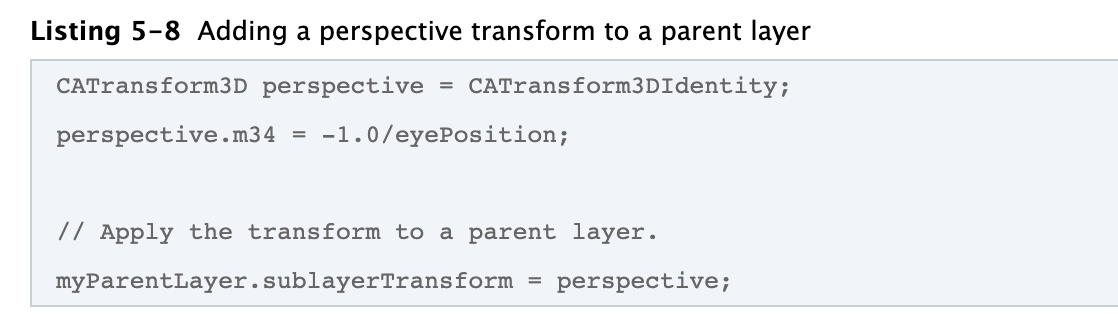 Listing 5-8 Adding a perspective transform to a parent layer
CATransform3D perspective = CATransform3DIdentity;
perspective.m34 = -1.0/eyePosition;
// Apply the transform to a parent layer.
myParentLayer.sublayerTransform = perspective;